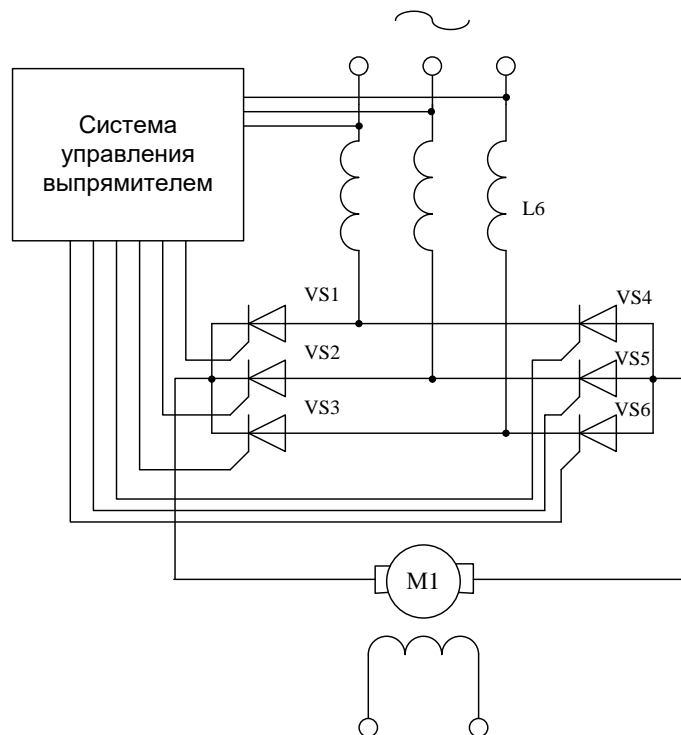 Система
управления
выпрямителем
L6
VS1
VS4
VS2
VS5
VS3
VS6
M1